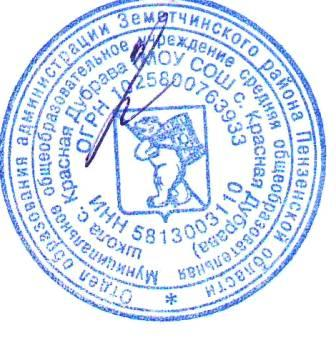 Отдел образования администрации Земетчинского района Пензенской области *
Муниципальное общеобразовательное учреждение средняя общеобразовательная
школа с. Красная Дубрава (МОУ СОШ с. Красная Дубрава)
ОГРН 1025800763933
ИНН 5813003110